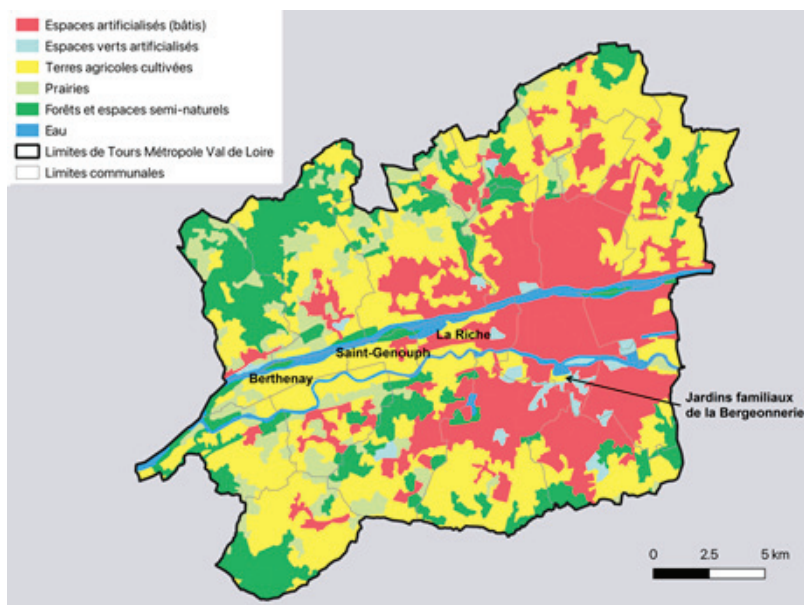 Espaces artificialisés (bâtis)
Espaces verts artificialisés
Terres agricoles cultivées
Prairies
Forêts et espaces semi-naturels
Eau
Limites de Tours Métropole Val de Loire
Limites communales
La Riche
Saint-Genouph
Berthenay
Jardins familiaux
de la Bergeonnerie
0 2.5 5 km